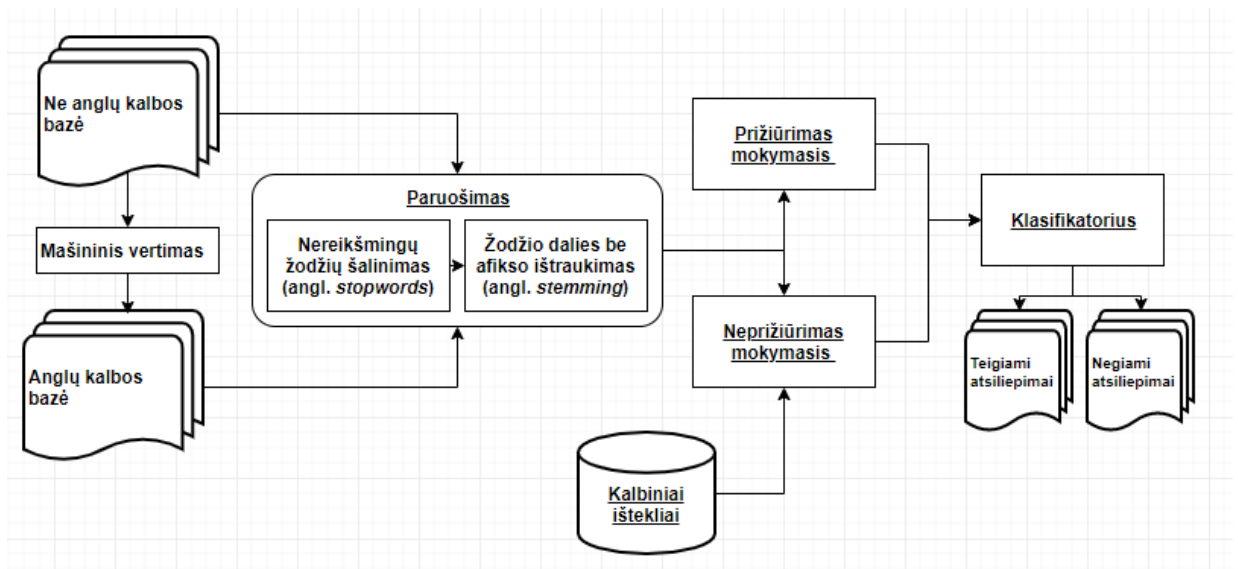 Ne anglų kalbos
bazė
Mašininis vertimas
Anglų kalbos
bazė
Paruošimas
Nereikšmingų
žodžių šalinimas
(angl. stopwords)
Žodžio dalies be
afikso ištraukimas
(angl. stemming)
Prižiūrimas
mokymasis
Neprižiūrimas
mokymasis
Kalbiniai
ištekliai
Klasifikatorius
Teigiami
atsiliepimai
Negiami
atsiliepimai